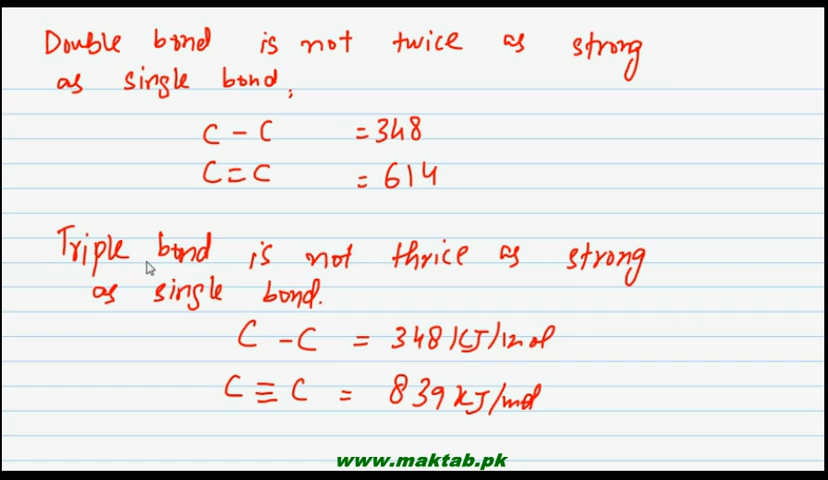 Double bond is not twice as strong
as single bond.
C – C = 348
C = C = 614
Triple bond is not thrice as strong
as single bond.
C – C = 348 KJ/mol
C ≡ C = 839 KJ/mol
www.maktab.pk